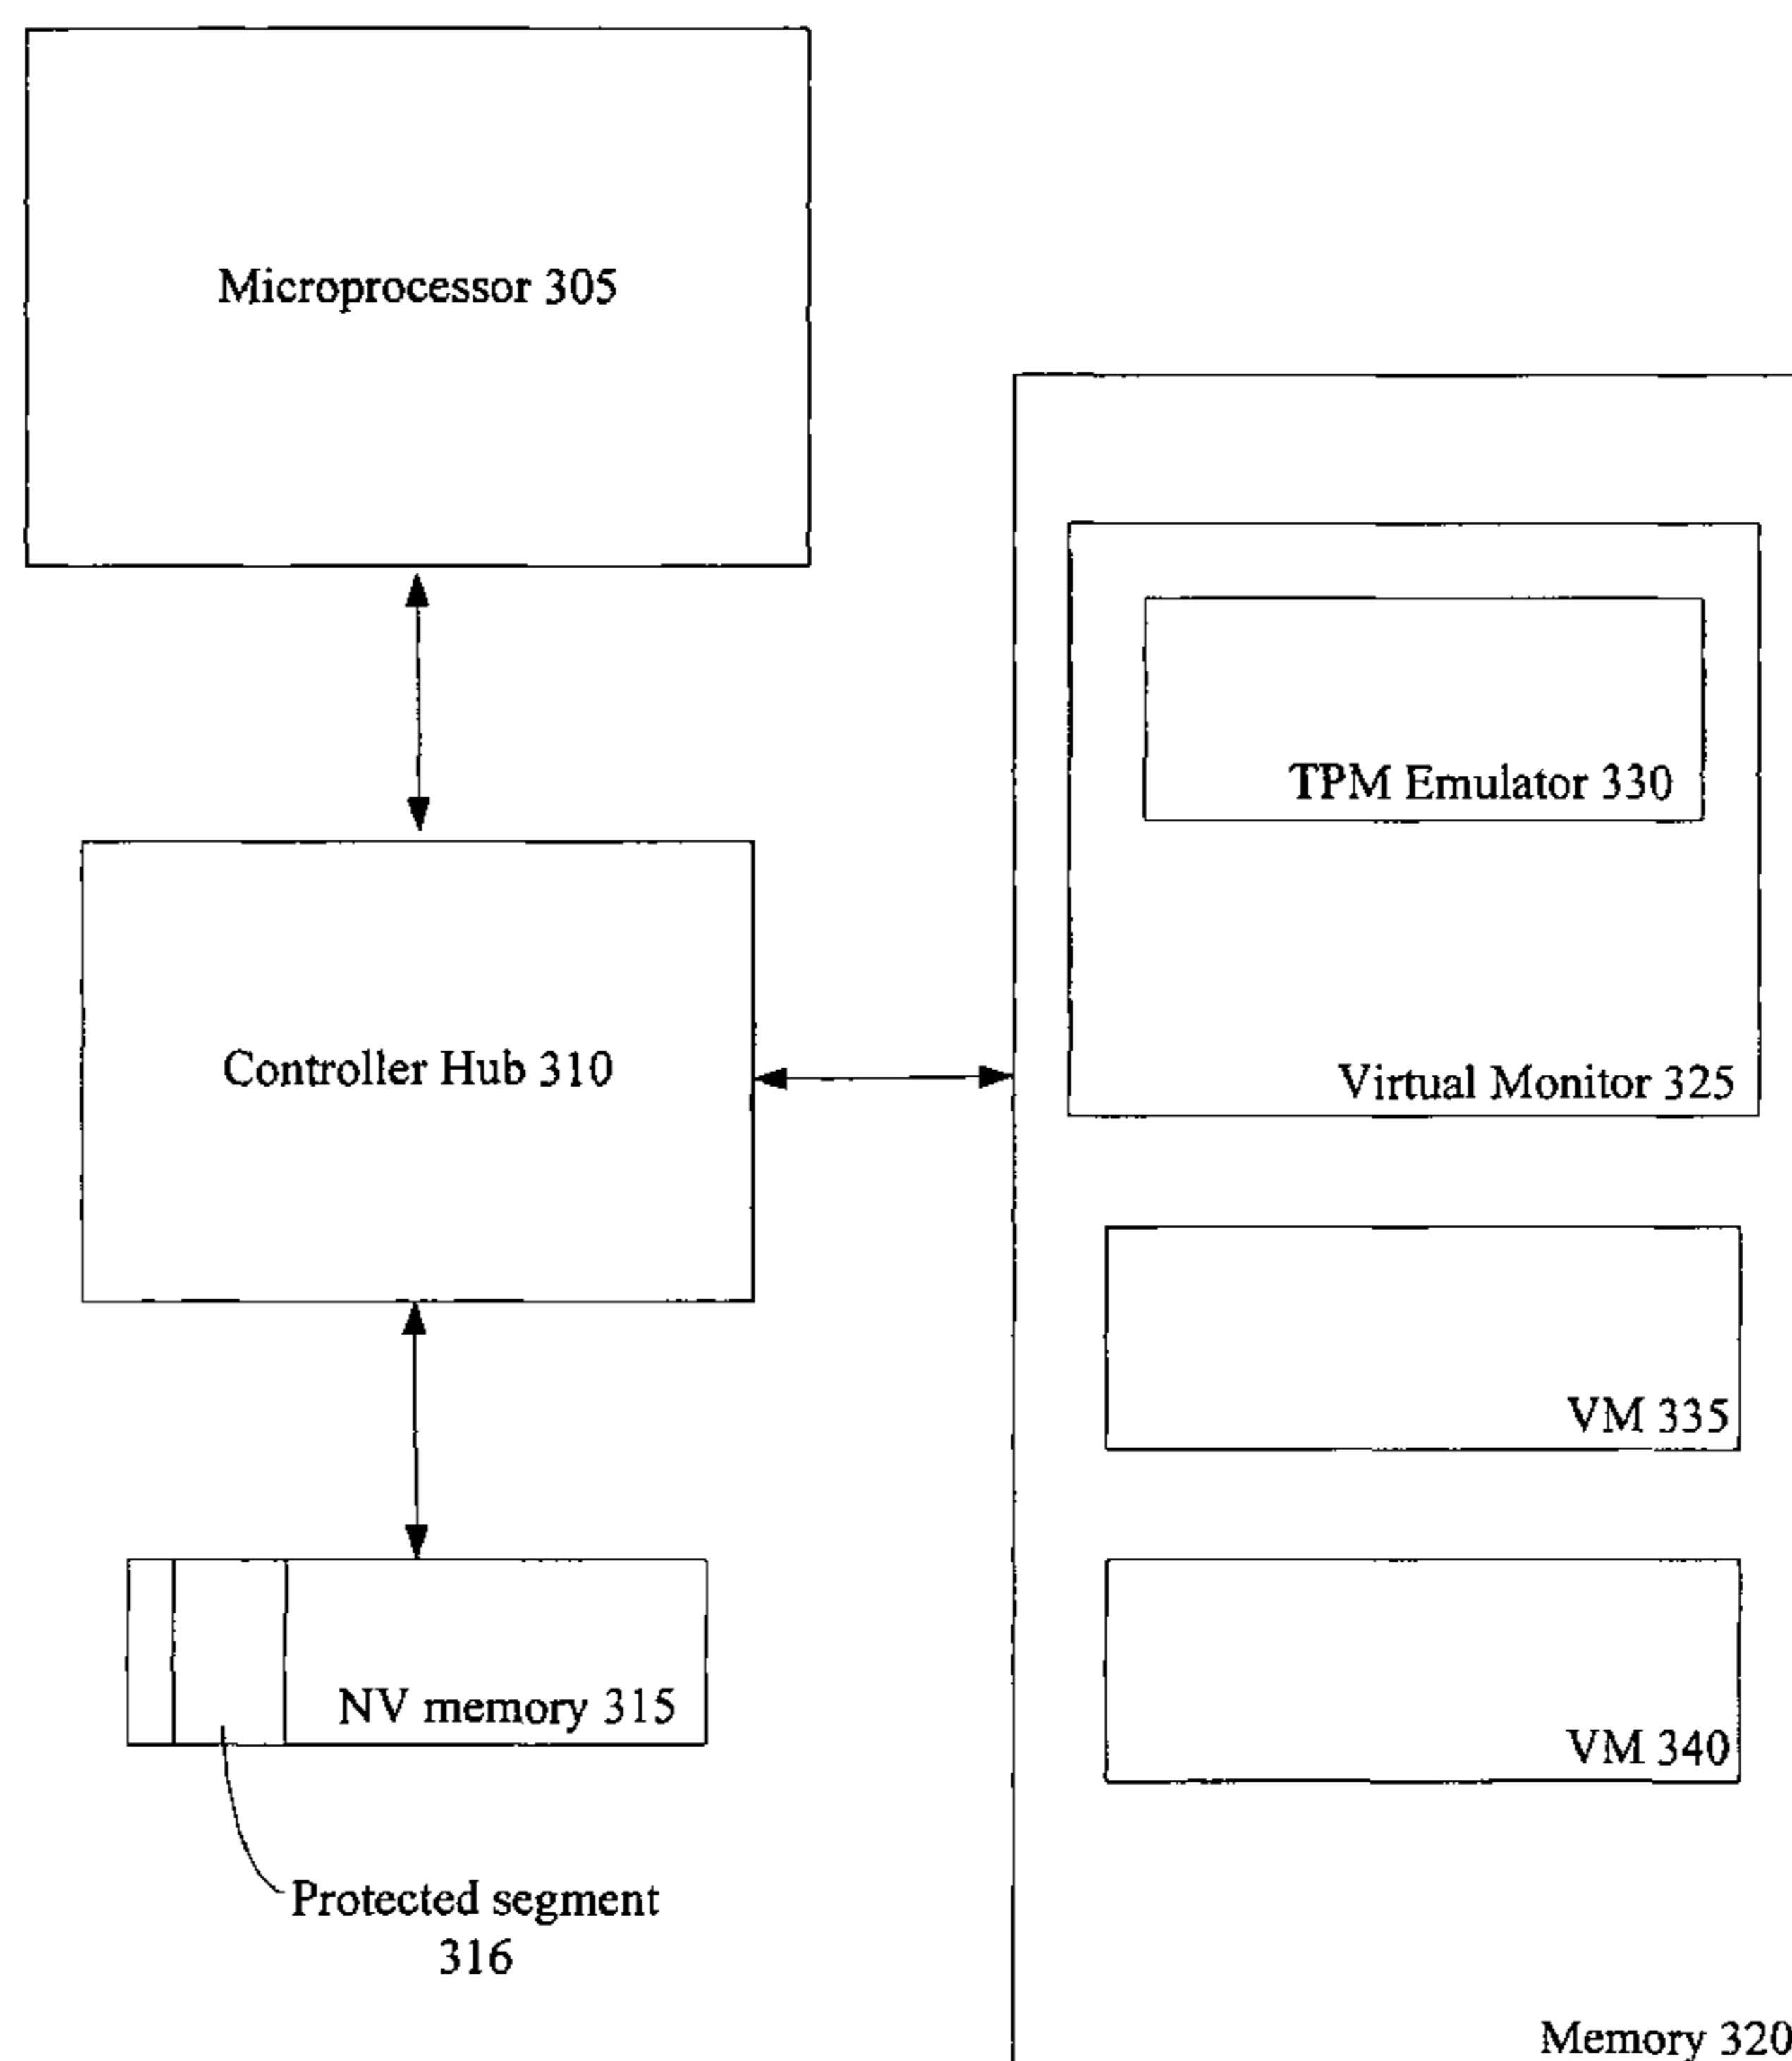 Microprocessor 305
TPM Emulator 330
Controller Hub 310
Virtual Monitor 325
VM 335
NV memory 315
VM 340
Protected segment
316
Memory 320